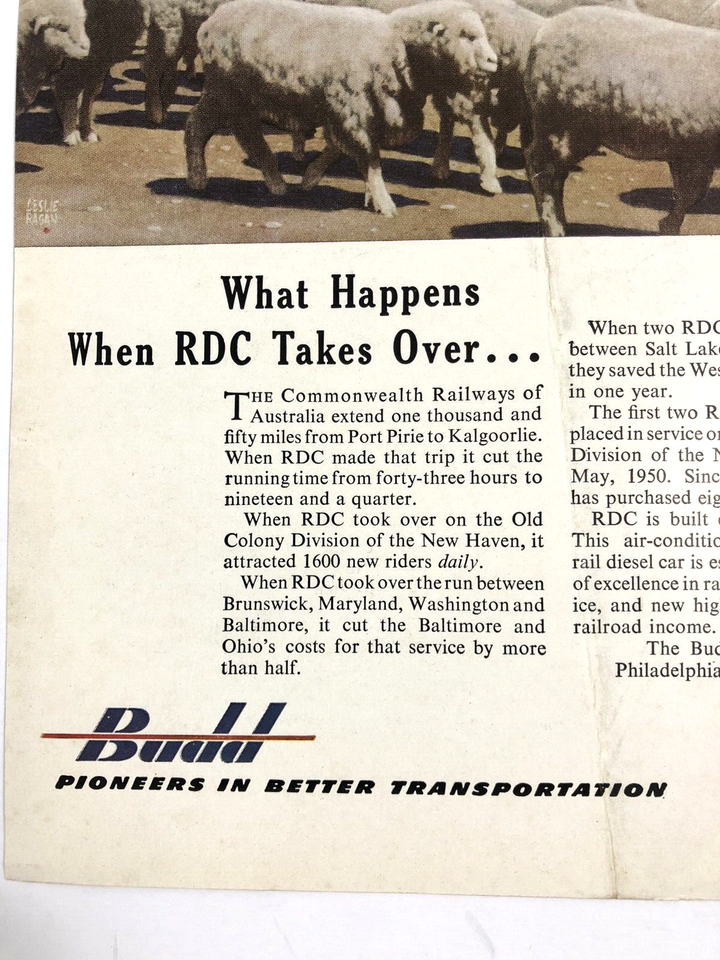 LESLIE
RAGAN
What Happens
When RDC Takes Over...
THE Commonwealth Railways of
Australia extend one thousand and
fifty miles from Port Pirie to Kalgoorlie.
When RDC made that trip it cut the
running time from forty-three hours to
nineteen and a quarter.
When RDC took over on the Old
Colony Division of the New Haven, it
attracted 1600 new riders daily.
When RDC took over the run between
Brunswick, Maryland, Washington and
Baltimore, it cut the Baltimore and
Ohio's costs for that service by more
than half.
When two RDC
between Salt Lak
they saved the Wes
in one year.
The first two R
placed in service o
Division of the N
May, 1950. Sinc
has purchased eig
RDC is built
This air-conditio
rail diesel car is es
of excellence in ra
ice, and new hig
railroad income.
The Bud
Philadelphia
Budd
PIONEERS IN BETTER TRANSPORTATION